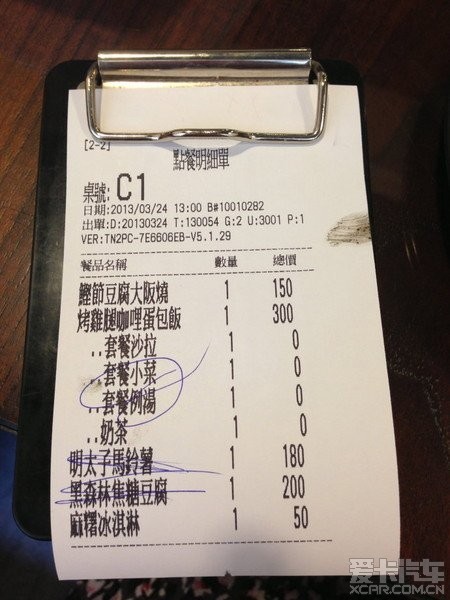 [2-2]
點餐明細單
桌號: C1
日期:2013/03/24 13:00 B#10010282
出單:D:20130324 T:130054 G:2 U:3001 P:1
VER:TN2PC-7E6606EB-V5.1.29
餐品名稱 數量 總價
鰹節豆腐大阪燒 1 150
烤雞腿咖哩蛋包飯 1 300
..套餐沙拉 1 0
..套餐小菜 1 0
..套餐例湯 1 0
..奶茶 1 0
明太子馬鈴薯 1 180
黑森林焦糖豆腐 1 200
麻糬冰淇淋 1 50
爱卡汽车
XCAR.COM.CN